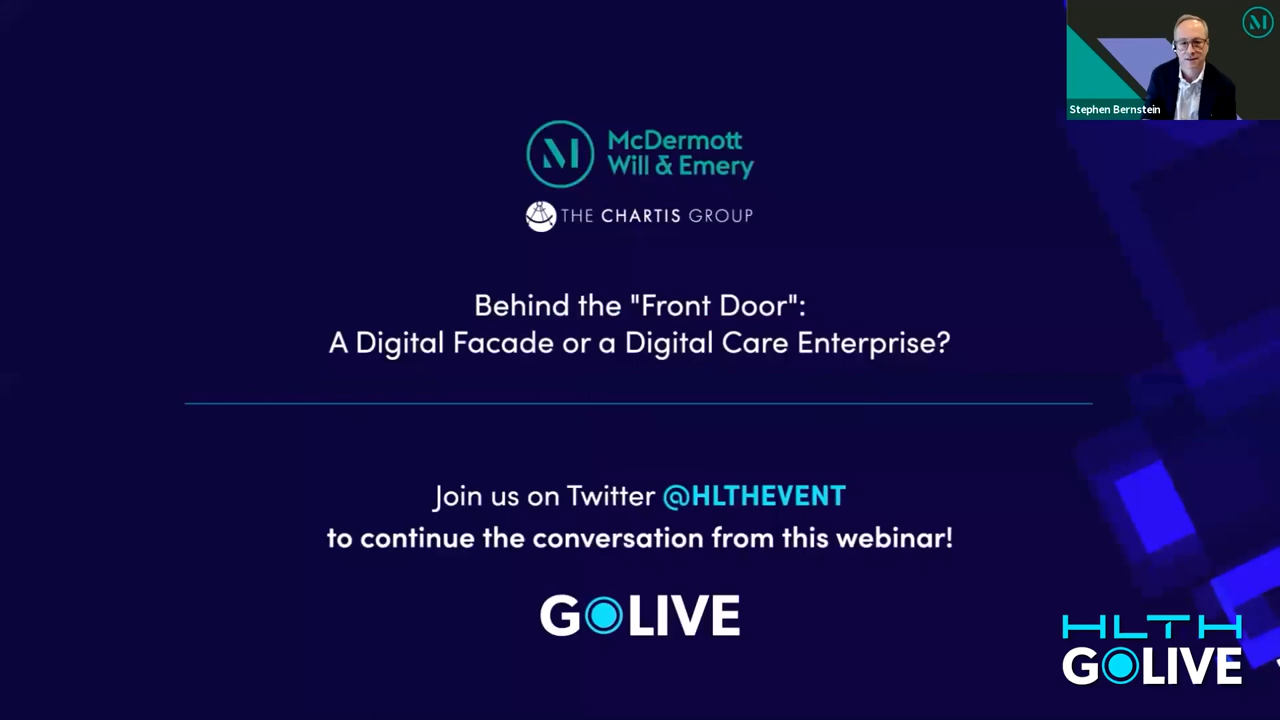 M
Stephen Bernstein
M McDermott
Will & Emery
THE CHARTIS GROUP
Behind the "Front Door":
A Digital Facade or a Digital Care Enterprise?
Join us on Twitter @HLTHEVENT
to continue the conversation from this webinar!
GOLIVE
HLTH
GOLIVE